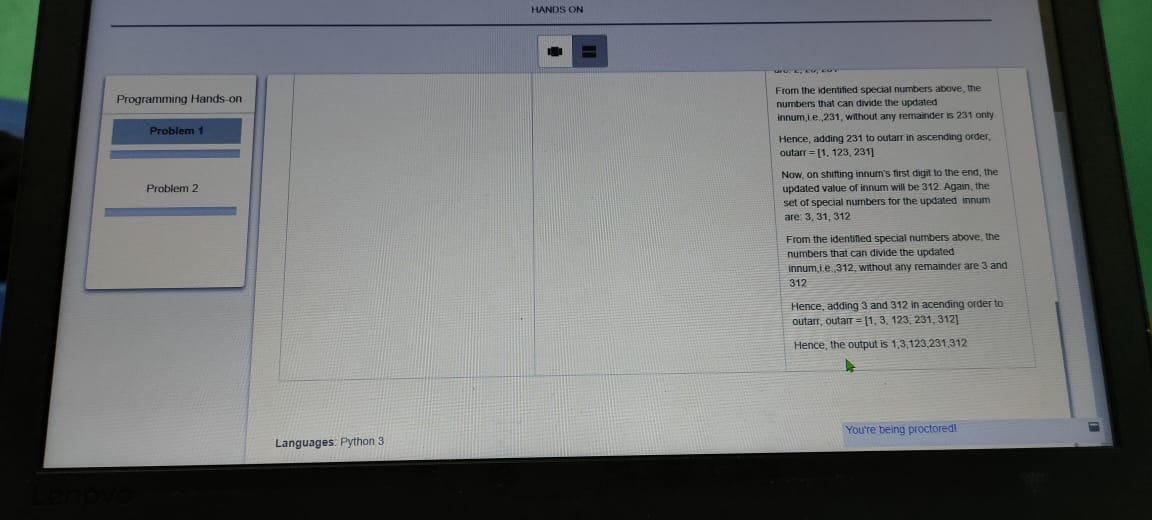 HANDS ON
Programming Hands-on
Problem 1
Problem 2
From the identified special numbers above, the
numbers that can divide the updated
innum,i.e.,231, without any remainder is 231 only
Hence, adding 231 to outarr in ascending order,
outarr = [1, 123, 231]
Now, on shifting innum's first digit to the end, the
updated value of innum will be 312. Again, the
set of special numbers for the updated innum
are: 3, 31, 312
From the identified special numbers above, the
numbers that can divide the updated
innum,i.e.,312, without any remainder are 3 and
312
Hence, adding 3 and 312 in acending order to
outarr, outarr = [1, 3, 123, 231, 312]
Hence, the output is 1,3,123,231,312
Languages: Python 3
You're being proctored!
Lenovo